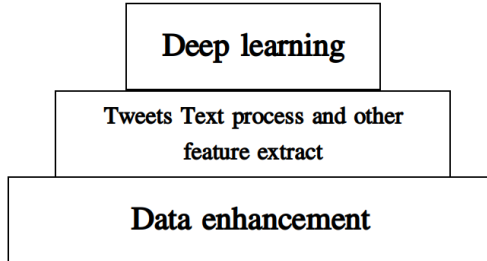 Deep learning
Tweets Text process and other
feature extract
Data enhancement